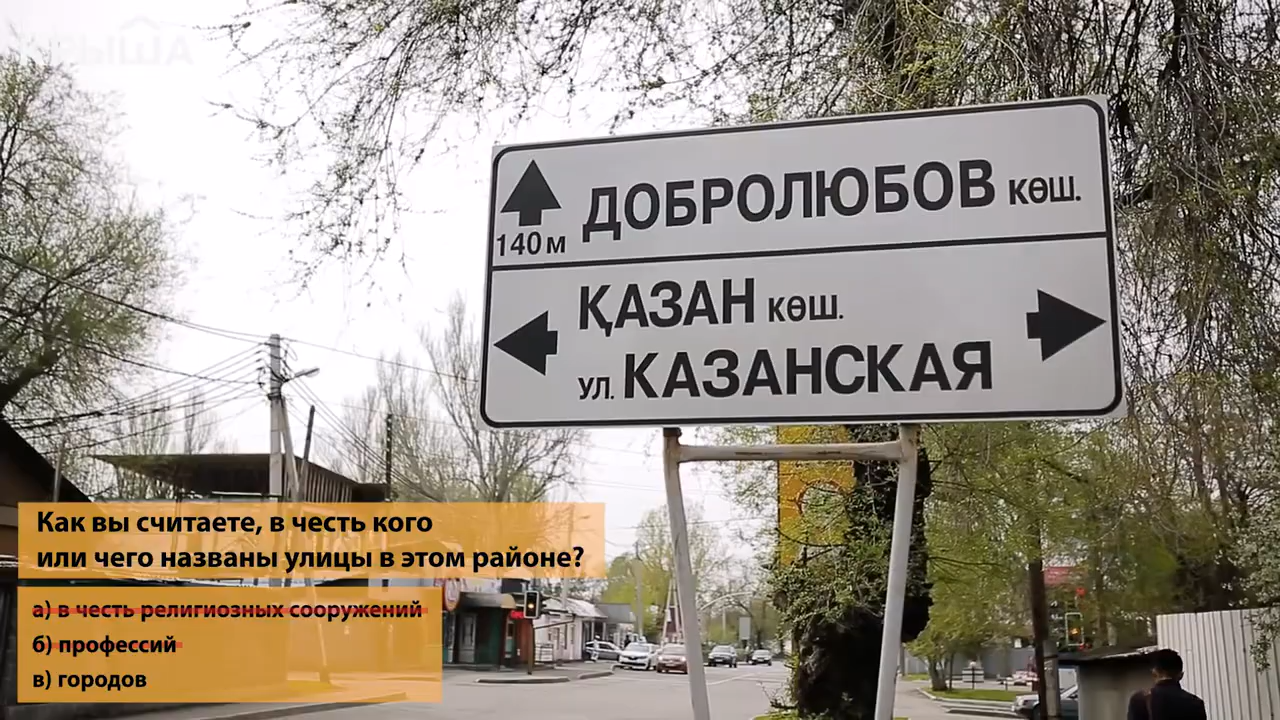 ДОБРОЛЮБОВ КӨШ.
140 м
ҚАЗАН КӨШ.
УЛ. КАЗАНСКАЯ
Как вы считаете, в честь кого
или чего названы улицы в этом районе?
а) в честь религиозных сооружений
б) профессий
в) городов